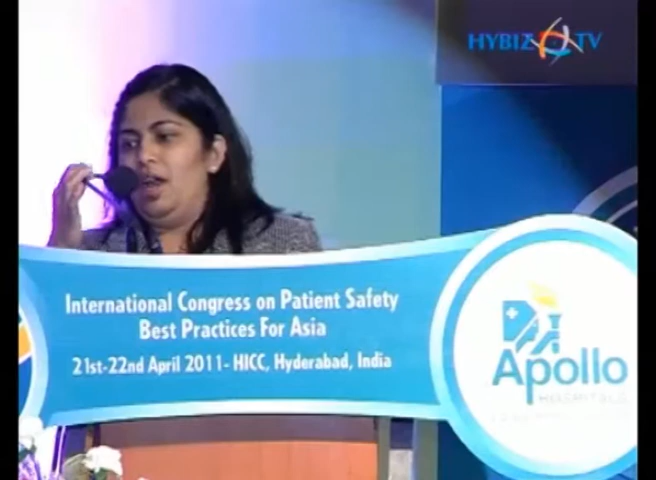 HYBIZ TV
International Congress on Patient Safety
Best Practices For Asia
21st-22nd April 2011- HICC, Hyderabad, India
Apollo
HOSPITALS